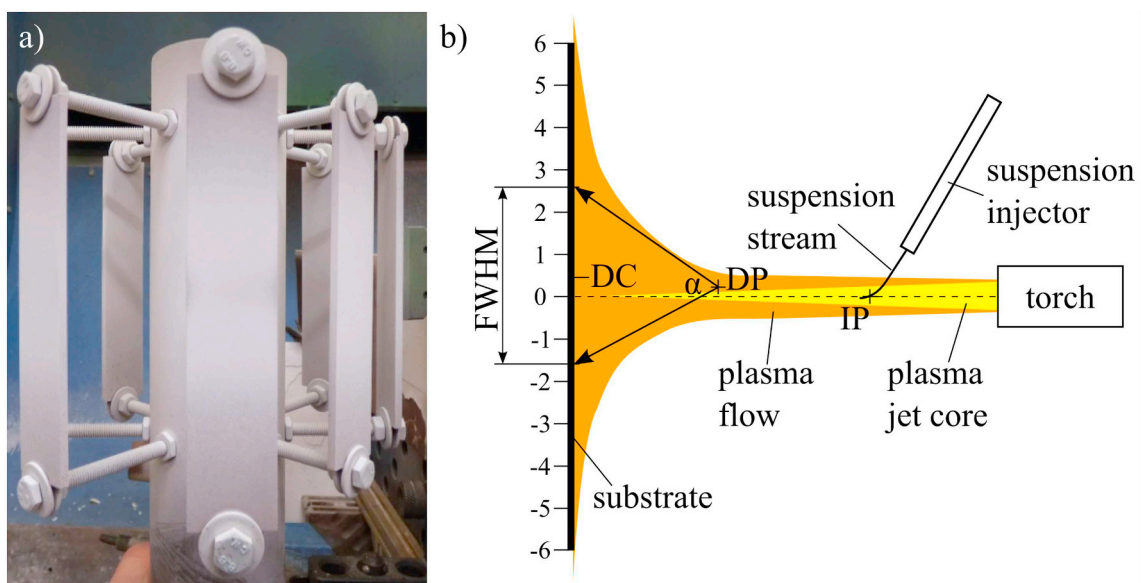 a)
b)
6
5
4
3
2
1
0
-1
-2
-3
-4
-5
-6
FWHM
DC
α
DP
IP
suspension
stream
suspension
injector
torch
plasma
flow
plasma
jet core
substrate